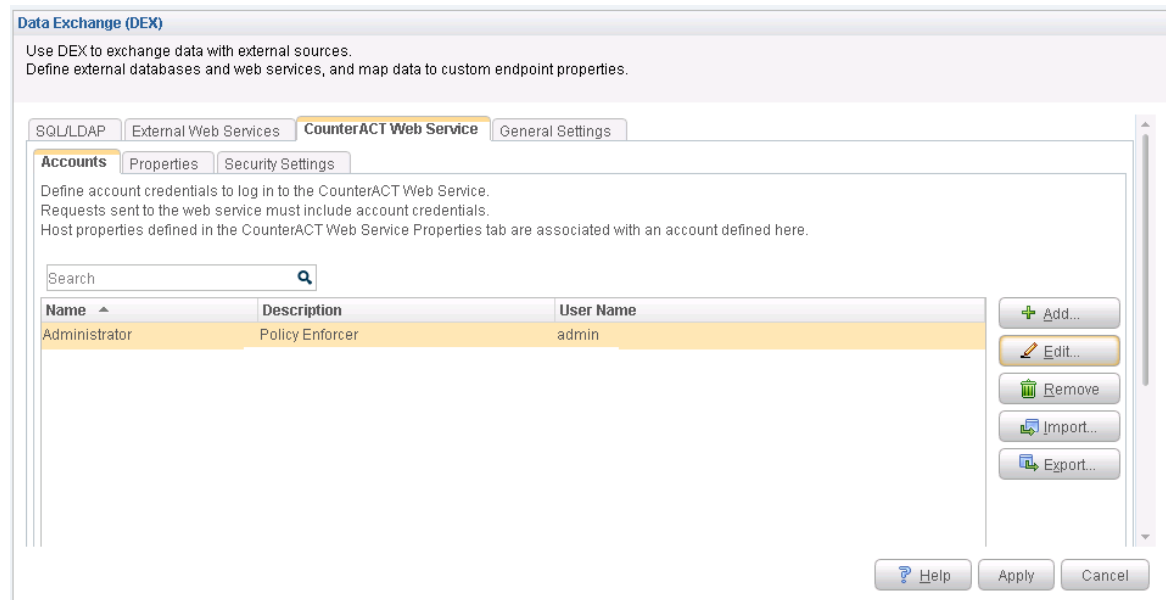 Data Exchange (DEX)
Use DEX to exchange data with external sources.
Define external databases and web services, and map data to custom endpoint properties.
SQL/LDAP External Web Services CounterACT Web Service General Settings
Accounts Properties Security Settings
Define account credentials to log in to the CounterACT Web Service.
Requests sent to the web service must include account credentials.
Host properties defined in the CounterACT Web Service Properties tab are associated with an account defined here.
Search
Name Description User Name
Administrator Policy Enforcer admin
Add...
Edit...
Remove
Import...
Export...
Help Apply Cancel